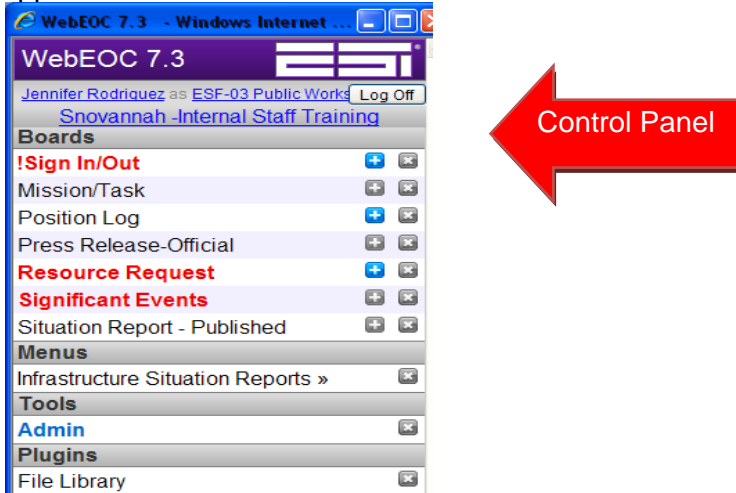 WebEOC 7.3 - Windows Internet ...
WebEOC 7.3
ESi
Jennifer Rodriquez as ESF-03 Public Works Log Off
Snovannah -Internal Staff Training
Boards
!Sign In/Out
Mission/Task
Position Log
Press Release-Official
Resource Request
Significant Events
Situation Report - Published
Menus
Infrastructure Situation Reports »
Tools
Admin
Plugins
File Library
Control Panel